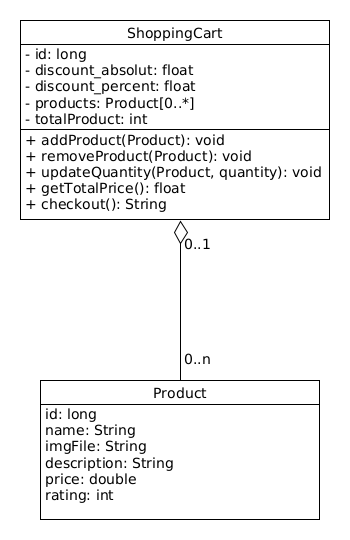 ShoppingCart
- id: long
- discount_absolut: float
- discount_percent: float
- products: Product[0..*]
- totalProduct: int
+ addProduct(Product): void
+ removeProduct(Product): void
+ updateQuantity(Product, quantity): void
+ getTotalPrice(): float
+ checkout(): String
0..1
0..n
Product
id: long
name: String
imgFile: String
description: String
price: double
rating: int